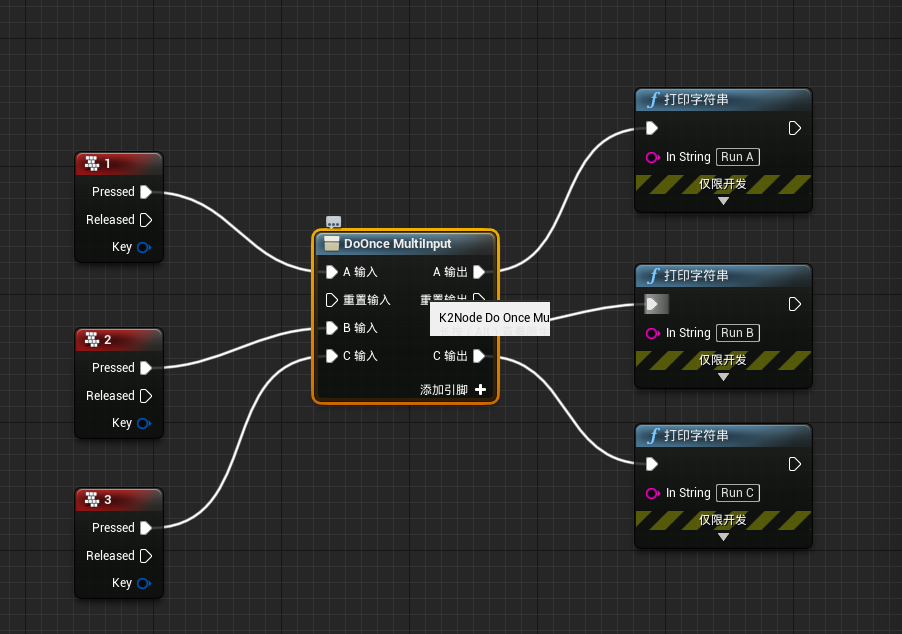 1
Pressed
Released
Key
2
Pressed
Released
Key
3
Pressed
Released
Key
DoOnce MultiInput
A 输入
A 输出
重置输入
重置输出
B 输入
C 输入
C 输出
添加引脚
K2Node Do Once Mu
打印字符串
In String
Run A
仅限开发
打印字符串
In String
Run B
仅限开发
打印字符串
In String
Run C
仅限开发